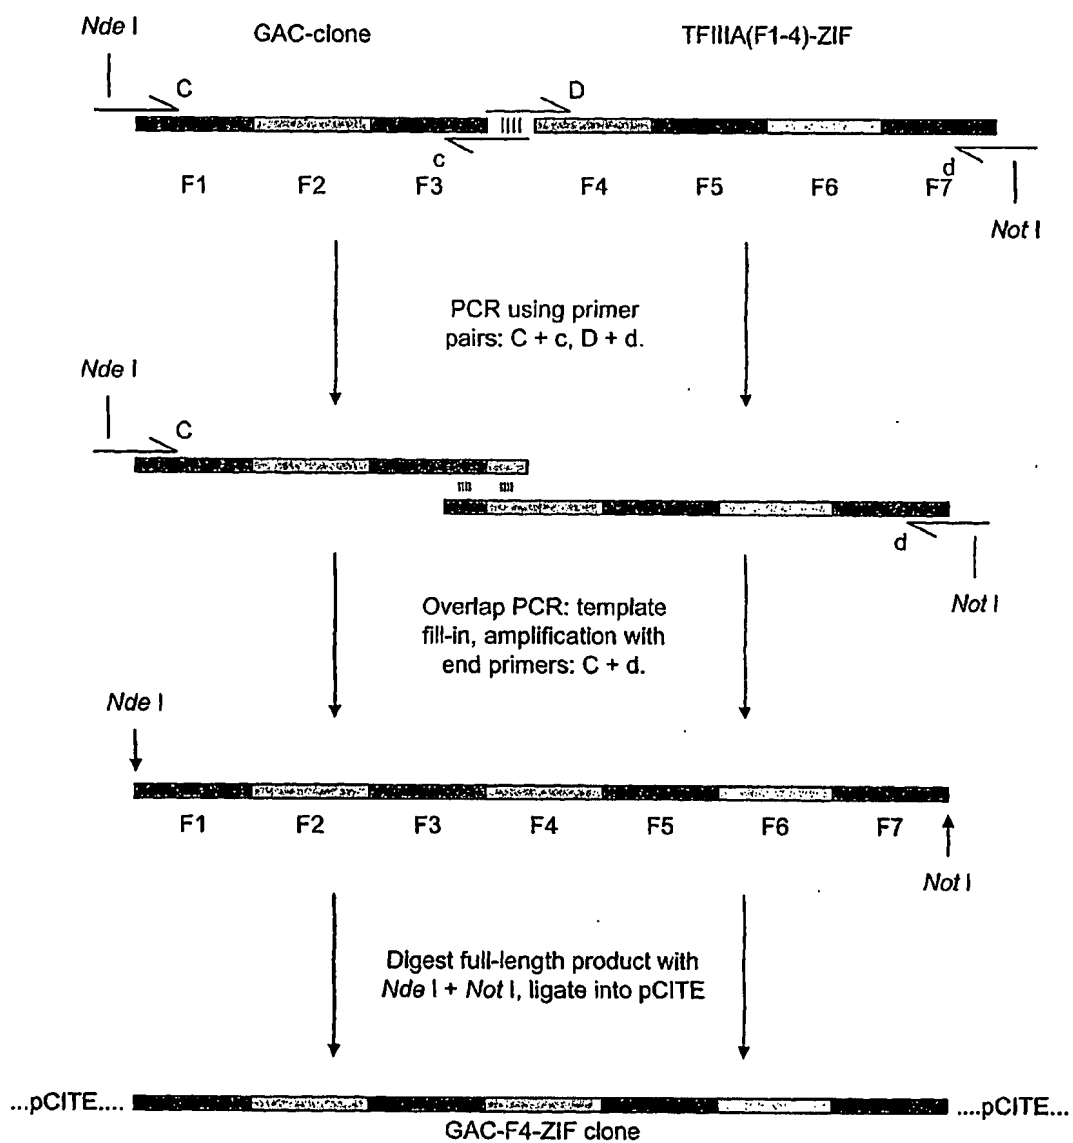 Nde I
GAC-clone
TFIIIA(F1-4)-ZIF
C
D
c
d
F1 F2 F3 F4 F5 F6 F7
Not I
PCR using primer
pairs: C + c, D + d.
Nde I
C
d
Not I
Overlap PCR: template
fill-in, amplification with
end primers: C + d.
Nde I
F1 F2 F3 F4 F5 F6 F7
Not I
Digest full-length product with
Nde I + Not I, ligate into pCITE
...pCITE.... ....pCITE...
GAC-F4-ZIF clone